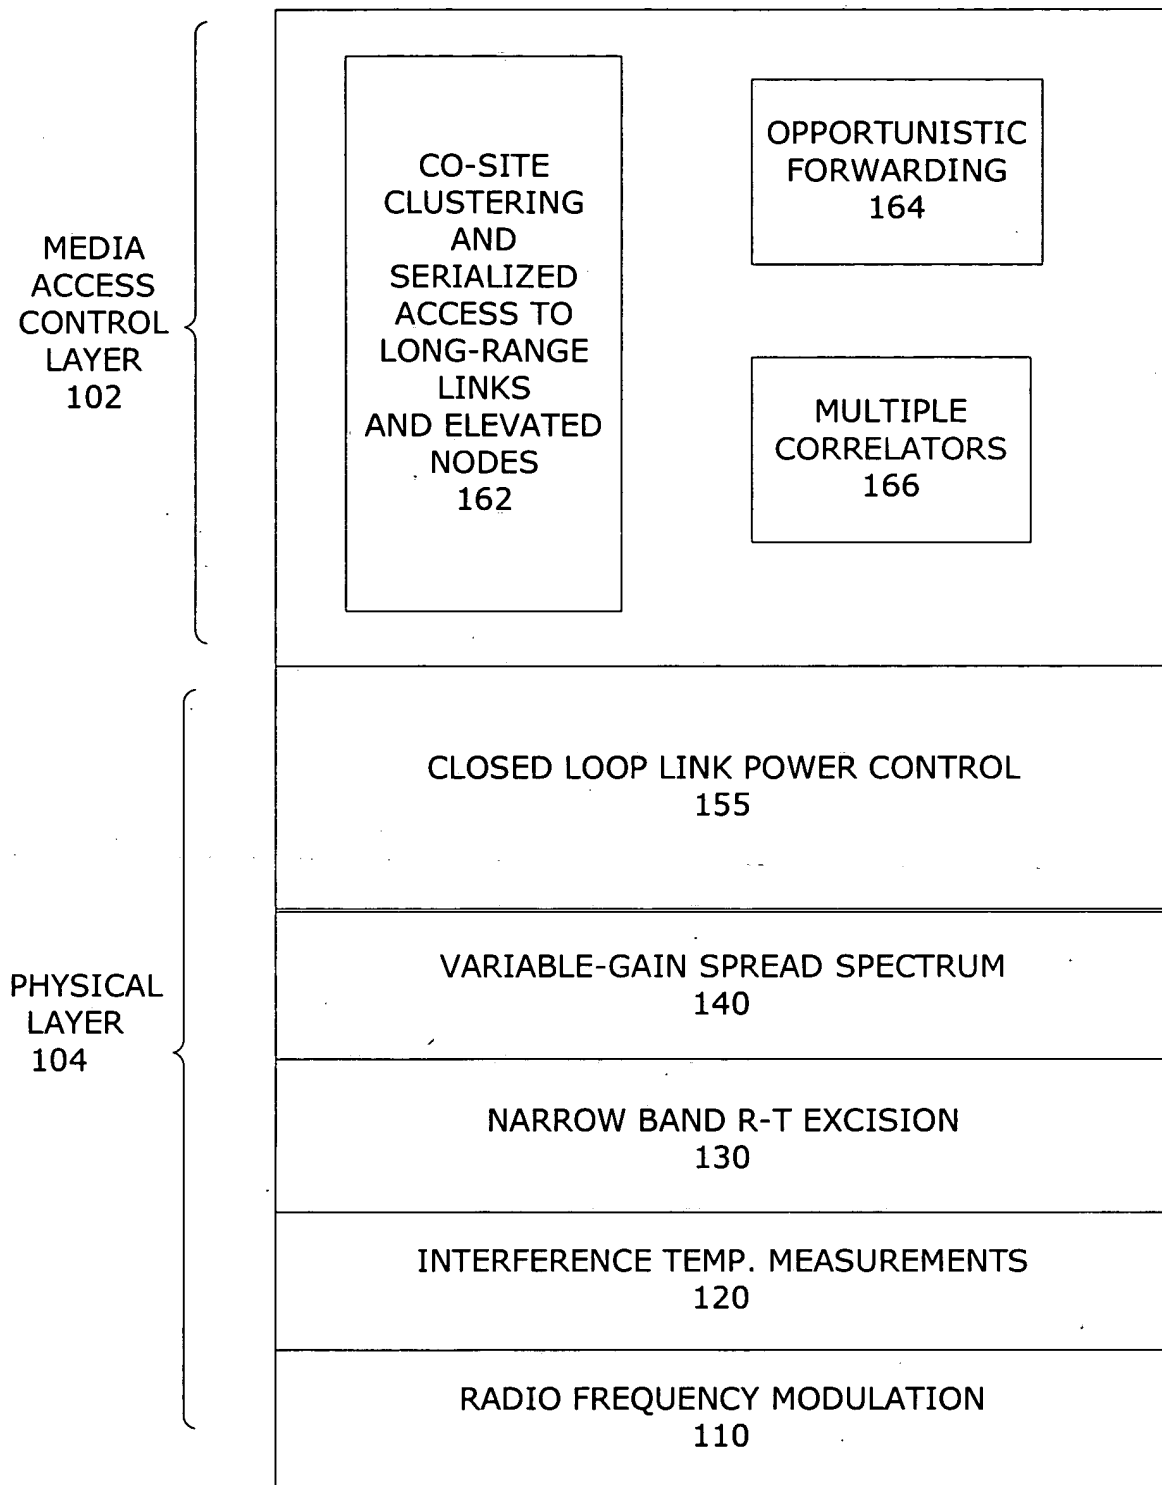 MEDIA
ACCESS
CONTROL
LAYER
102
CO-SITE
CLUSTERING
AND
SERIALIZED
ACCESS TO
LONG-RANGE
LINKS
AND ELEVATED
NODES
162
OPPORTUNISTIC
FORWARDING
164
MULTIPLE
CORRELATORS
166
PHYSICAL
LAYER
104
CLOSED LOOP LINK POWER CONTROL
155
VARIABLE-GAIN SPREAD SPECTRUM
140
NARROW BAND R-T EXCISION
130
INTERFERENCE TEMP. MEASUREMENTS
120
RADIO FREQUENCY MODULATION
110